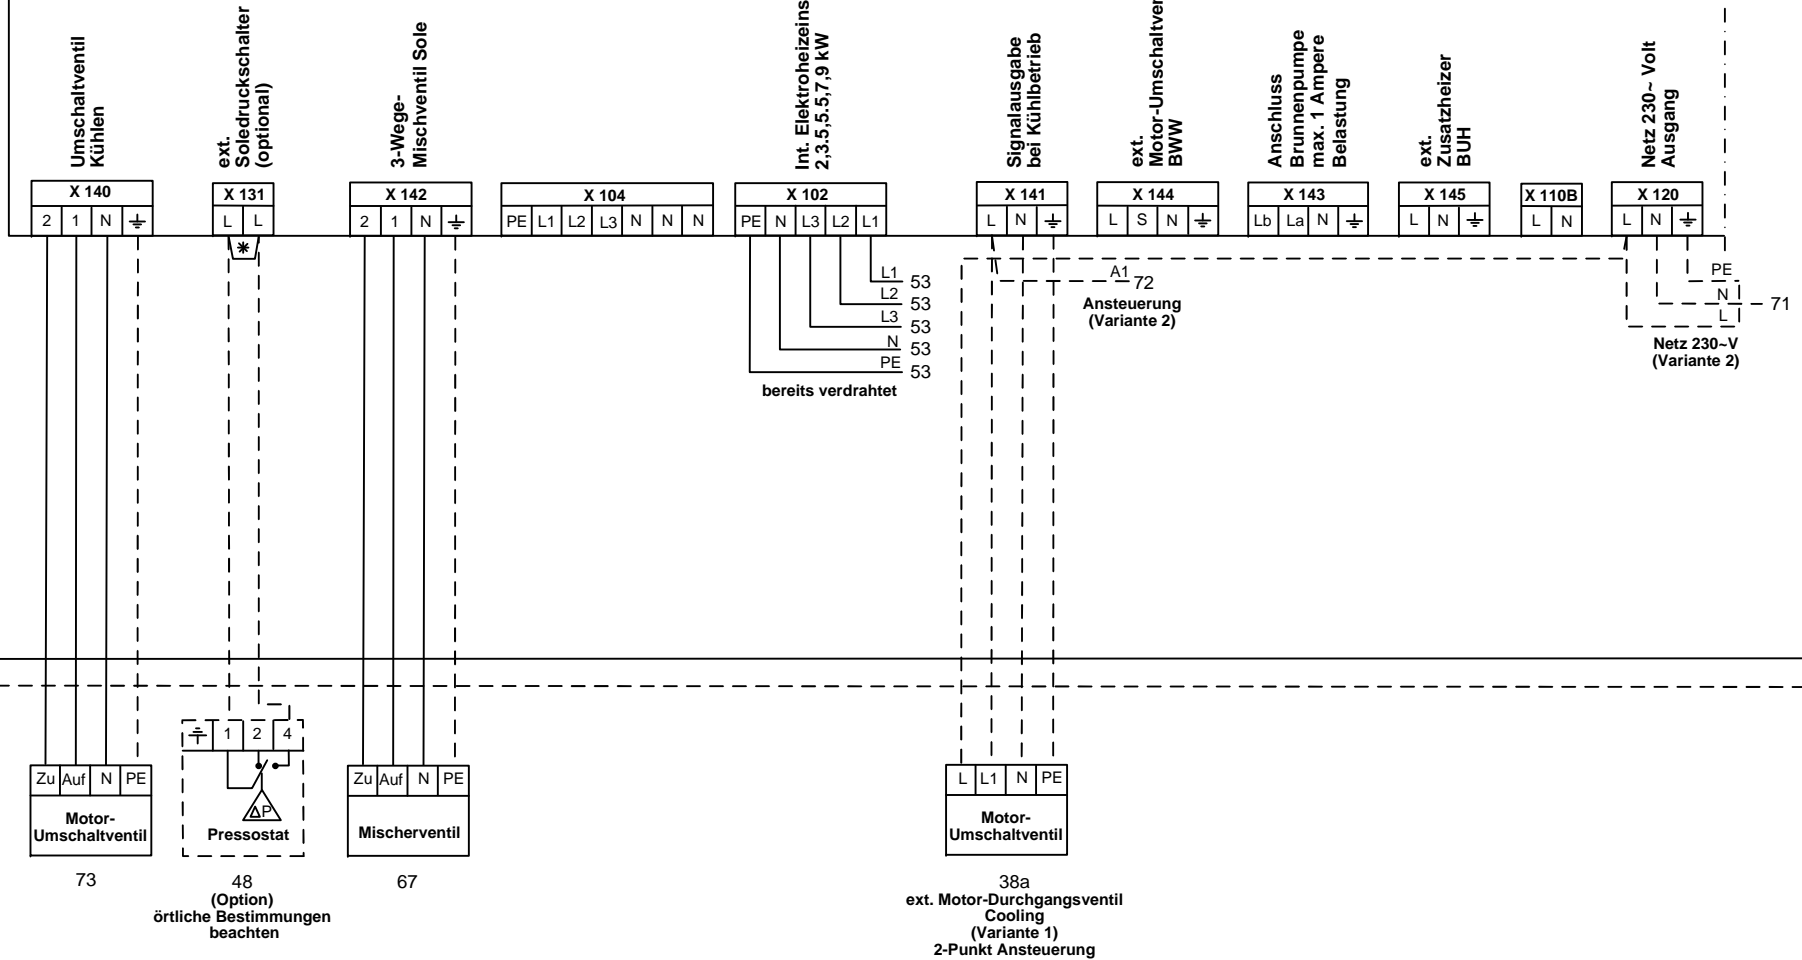 Umschaltventil
Kühlen
ext.
Soledruckschalter
(optional)
3-Wege-
Mischventil Sole
Int. Elektroheizeins
2,3.5,5.5,7,9 kW
Signalausgabe
bei Kühlbetrieb
ext.
Motor-Umschaltver
BWW
Anschluss
Brunnenpumpe
max. 1 Ampere
Belastung
ext.
Zusatzheizer
BUH
Netz 230~ Volt
Ausgang
X 140
X 131
X 142
X 104
X 102
X 141
X 144
X 143
X 145
X 110B
X 120
2 1 N
L L
2 1 N
PE L1 L2 L3 N N N
PE N L3 L2 L1
L N
L S N
Lb La N
L N
L N
L N
*
L1 53
L2 53
L3 53
N 53
PE 53
bereits verdrahtet
A1 72
Ansteuerung
(Variante 2)
PE
N 71
L
Netz 230~V
(Variante 2)
1 2 4
ΔP
Pressostat
48
(Option)
örtliche Bestimmungen
beachten
Zu Auf N PE
Motor-
Umschaltventil
73
Zu Auf N PE
Mischerventil
67
L L1 N PE
Motor-
Umschaltventil
38a
ext. Motor-Durchgangsventil
Cooling
(Variante 1)
2-Punkt Ansteuerung